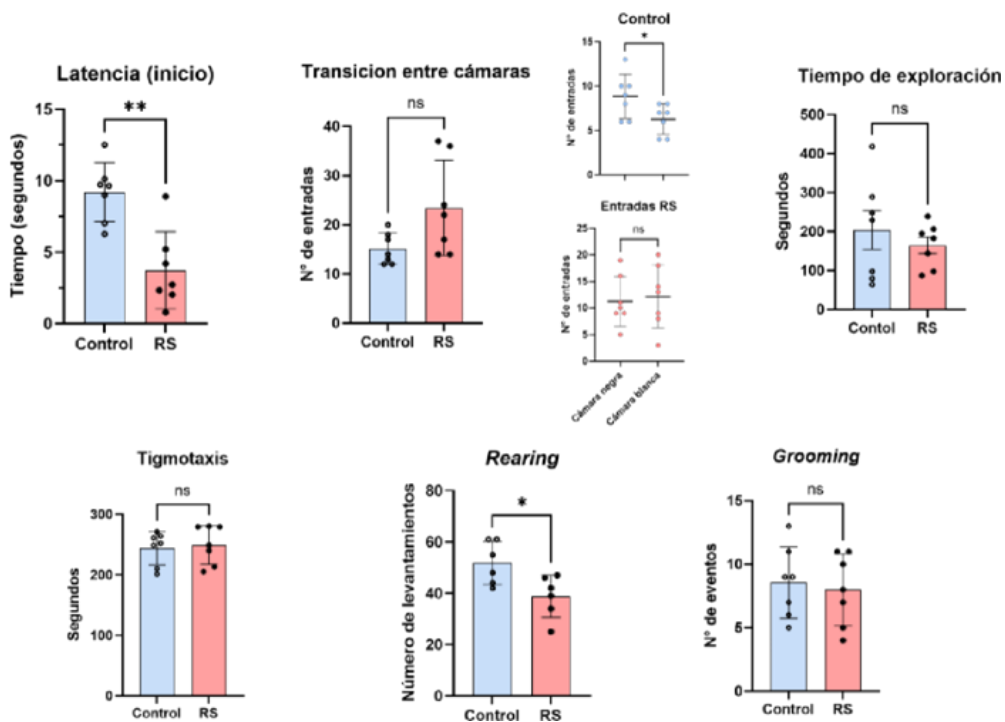 Latencia (inicio)
**
Tiempo (segundos)
15
10
5
0
Control RS
Transicion entre cámaras
ns
N° de entradas
40
30
20
10
0
Control RS
Control
*
N° de entradas
15
10
5
0
Entradas RS
ns
N° de entradas
25
20
15
10
5
0
Cámara negra
Cámara blanca
Tiempo de exploración
ns
Segundos
500
400
300
200
100
0
Contol RS
Tigmotaxis
ns
Segundos
300
200
100
0
Control RS
Rearing
*
Número de levantamientos
80
60
40
20
0
Control RS
Grooming
ns
N° de eventos
15
10
5
0
Control RS